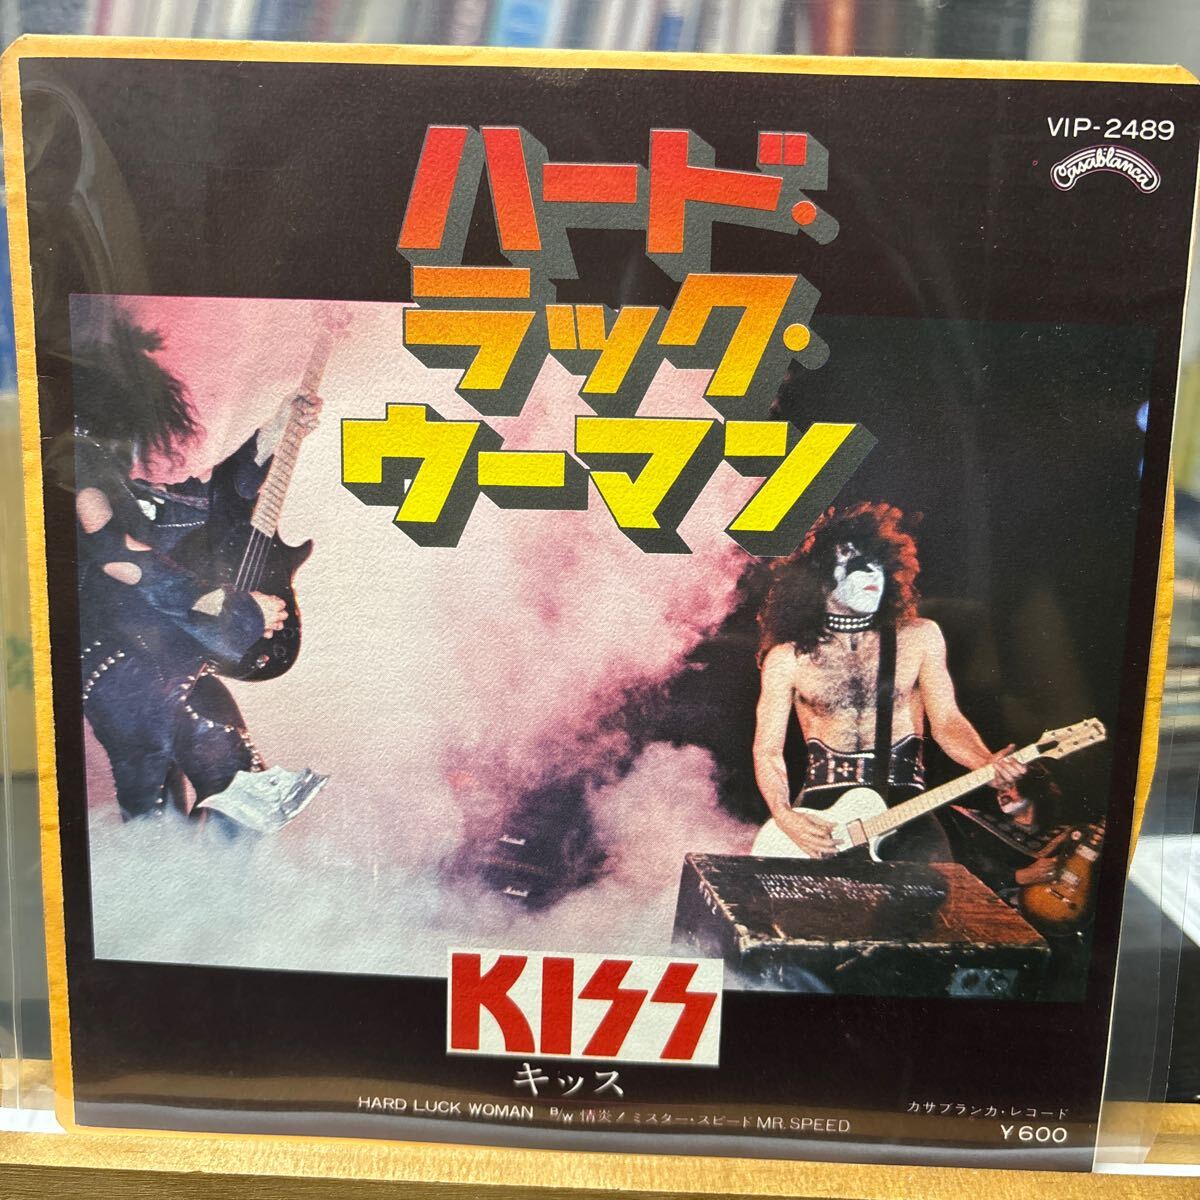 VIP-2489
Casablanca
ハード・
ラック・
ウーマン
KISS
キッス
HARD LUCK WOMAN B/W 情炎!ミスター・スピード MR. SPEED
カサブランカ・レコード
¥600